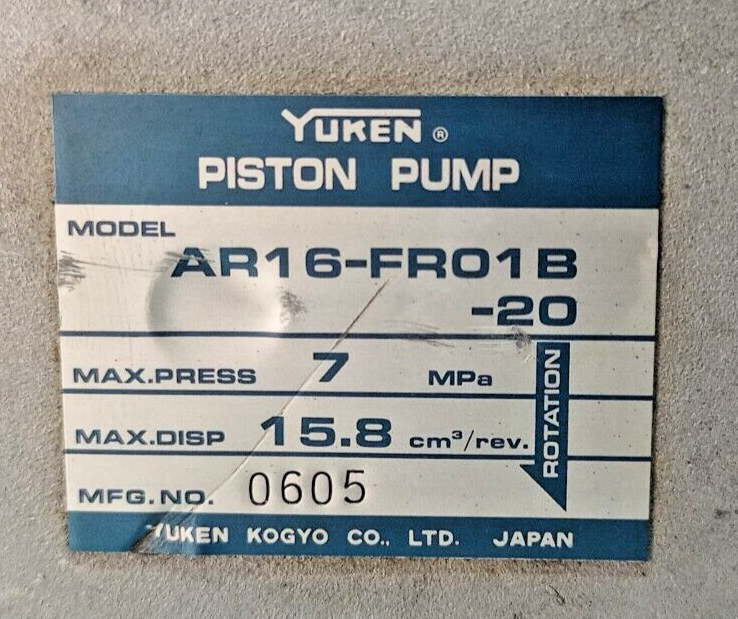 YUKEN ®
PISTON PUMP
MODEL
AR16-FR01B
-20
MAX.PRESS 7 MPa
MAX.DISP 15.8 cm³/rev.
ROTATION
MFG.NO. 0605
YUKEN KOGYO CO., LTD. JAPAN